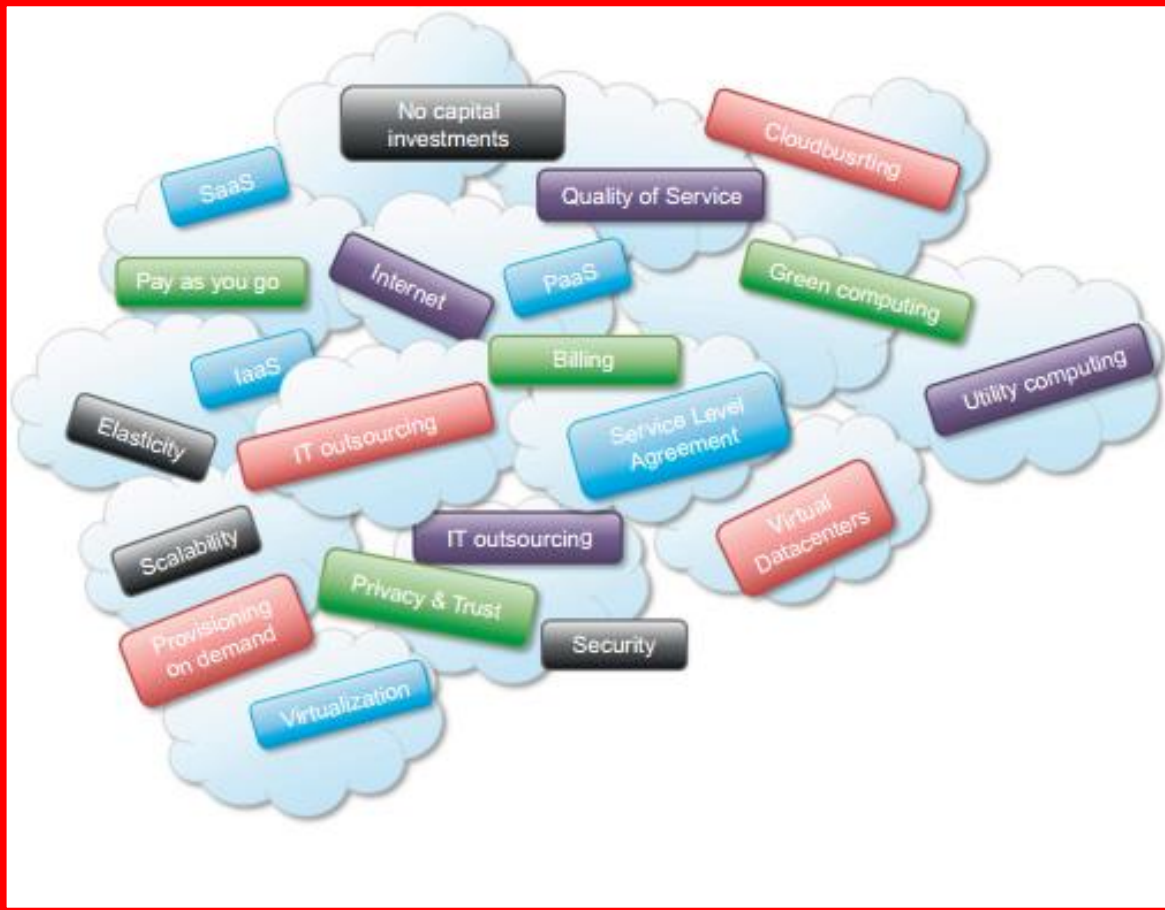 No capital
investments
Cloudbusrting
SaaS
Quality of Service
Pay as you go
Internet
PaaS
Green computing
IaaS
Billing
Utility computing
Elasticity
IT outsourcing
Service Level
Agreement
Virtual
Datacenters
Scalability
IT outsourcing
Privacy & Trust
Provisioning
on demand
Security
Virtualization